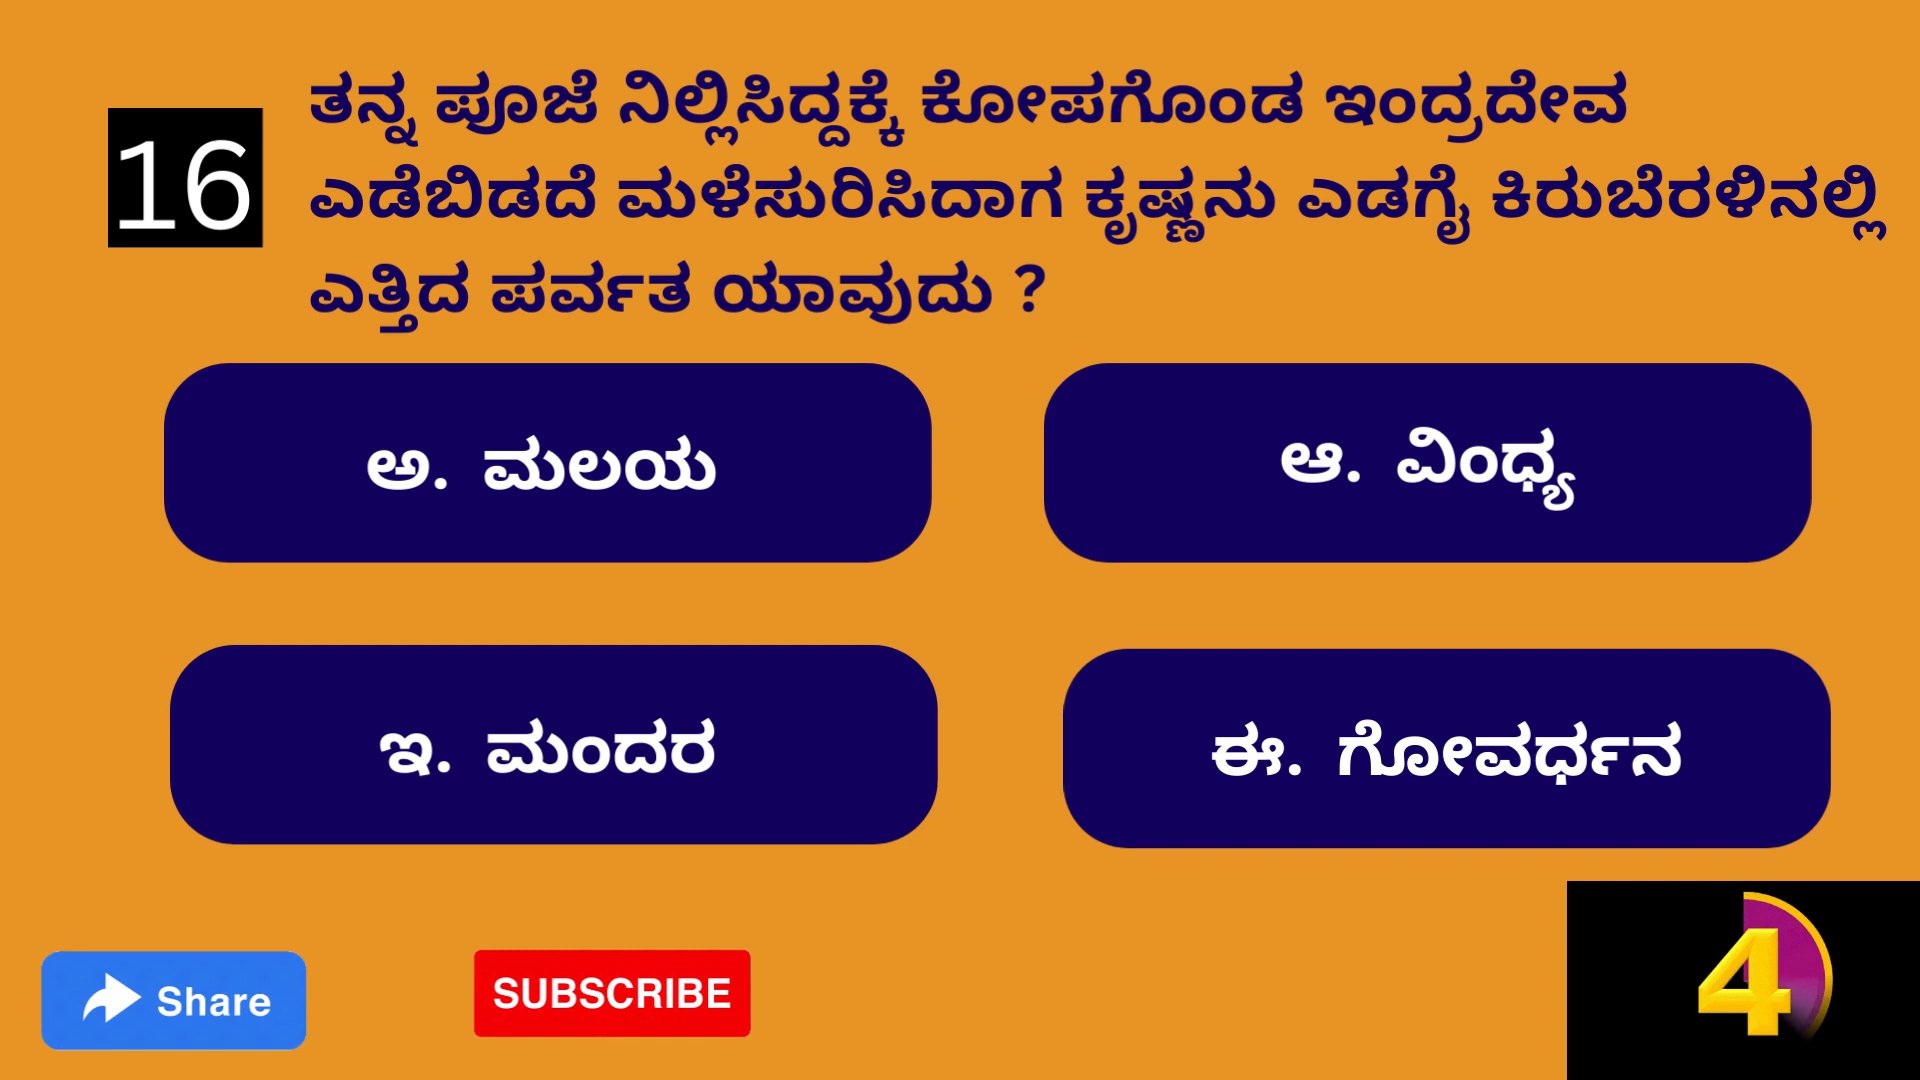 16
ತನ್ನ ಪೂಜೆ ನಿಲ್ಲಿಸಿದ್ದಕ್ಕೆ ಕೋಪಗೊಂಡ ಇಂದ್ರದೇವ
ಎಡೆಬಿಡದೆ ಮಳೆಸುರಿಸಿದಾಗ ಕೃಷ್ಣನು ಎಡಗೈ ಕಿರುಬೆರಳಿನಲ್ಲಿ
ಎತ್ತಿದ ಪರ್ವತ ಯಾವುದು ?
ಅ. ಮಲಯ
ಆ. ವಿಂಧ್ಯ
ಇ. ಮಂದರ
ಈ. ಗೋವರ್ಧನ
Share
SUBSCRIBE
4